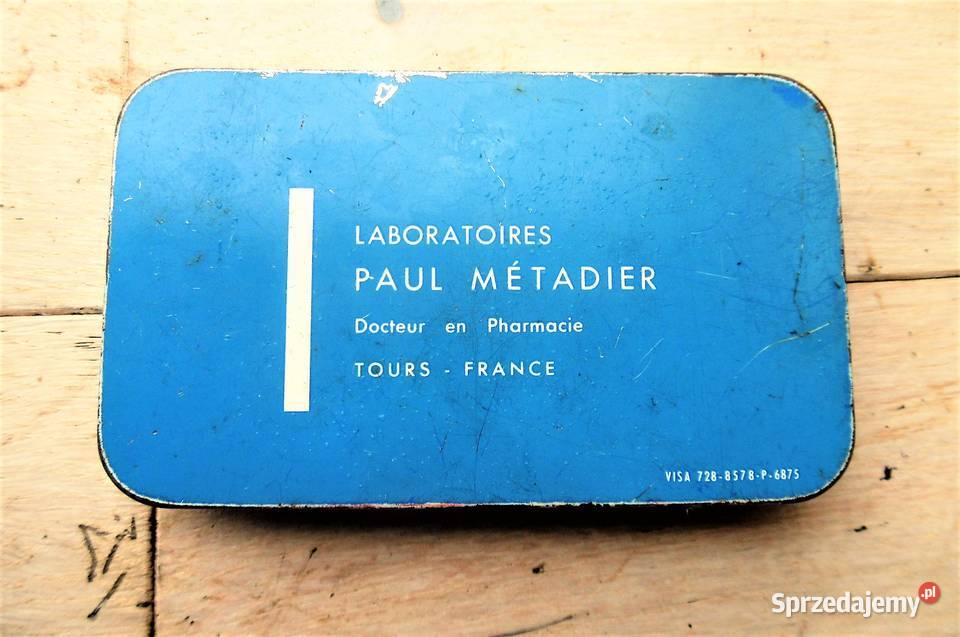 LABORATOIRES
PAUL MÉTADIER
Docteur en Pharmacie
TOURS - FRANCE
VISA 728-8578-P-6875
Sprzedajemy.pl